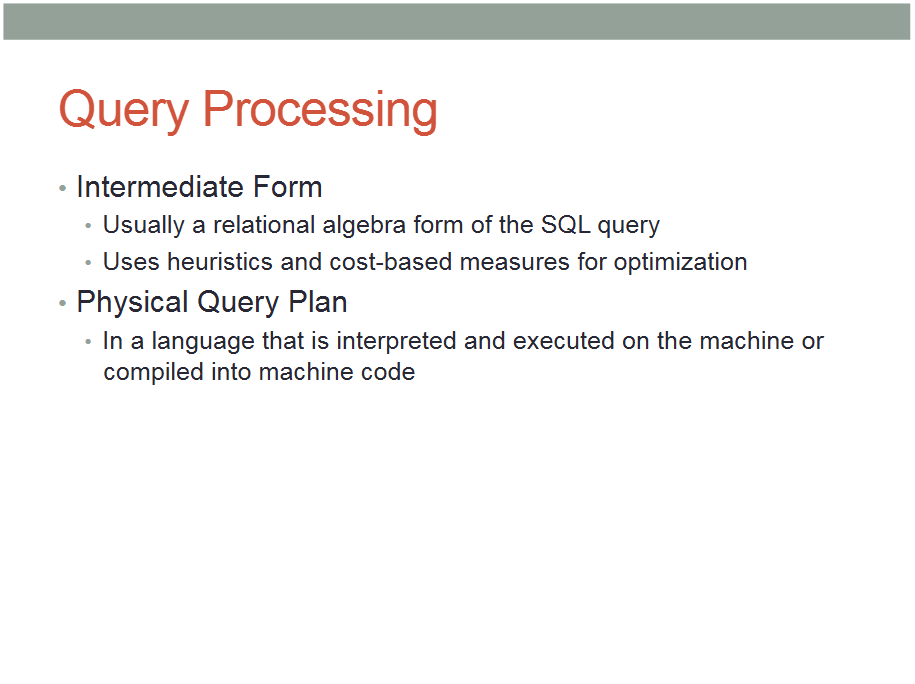 Query Processing
• Intermediate Form
• Usually a relational algebra form of the SQL query
• Uses heuristics and cost-based measures for optimization
• Physical Query Plan
• In a language that is interpreted and executed on the machine or
compiled into machine code